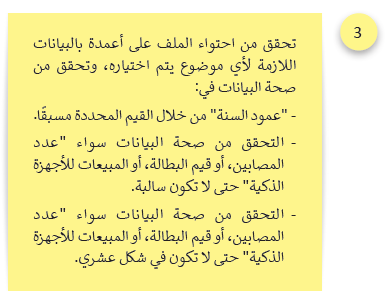 3
تحقق من احتواء الملف على أعمدة بالبيانات
اللازمة لأي موضوع يتم اختياره، وتحقق من
صحة البيانات في:
- "عمود السنة" من خلال القيم المحددة مسبقًا.
- التحقق من صحة البيانات سواء "عدد
المصابين، أو قيم البطالة، أو المبيعات للأجهزة
الذكية" حتى لا تكون سالبة.
- التحقق من صحة البيانات سواء "عدد
المصابين، أو قيم البطالة، أو المبيعات للأجهزة
الذكية" حتى لا تكون في شكل عشري.